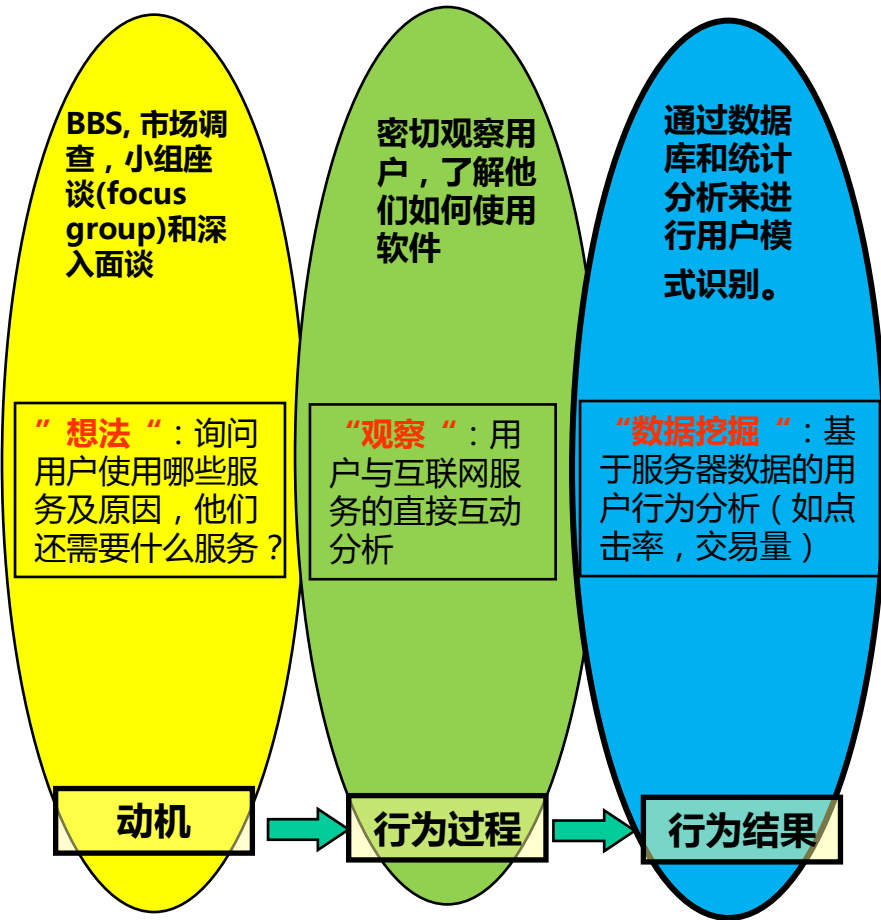 BBS, 市场调
查，小组座
谈(focus
group)和深
入面谈
”想法“：询问
用户使用哪些服
务及原因，他们
还需要什么服务？
动机
密切观察用
户，了解他
们如何使用
软件
“观察“：用
户与互联网服
务的直接互动
分析
行为过程
通过数据
库和统计
分析来进
行用户模
式识别。
“数据挖掘“：基
于服务器数据的用
户行为分析（如点
击率，交易量）
行为结果